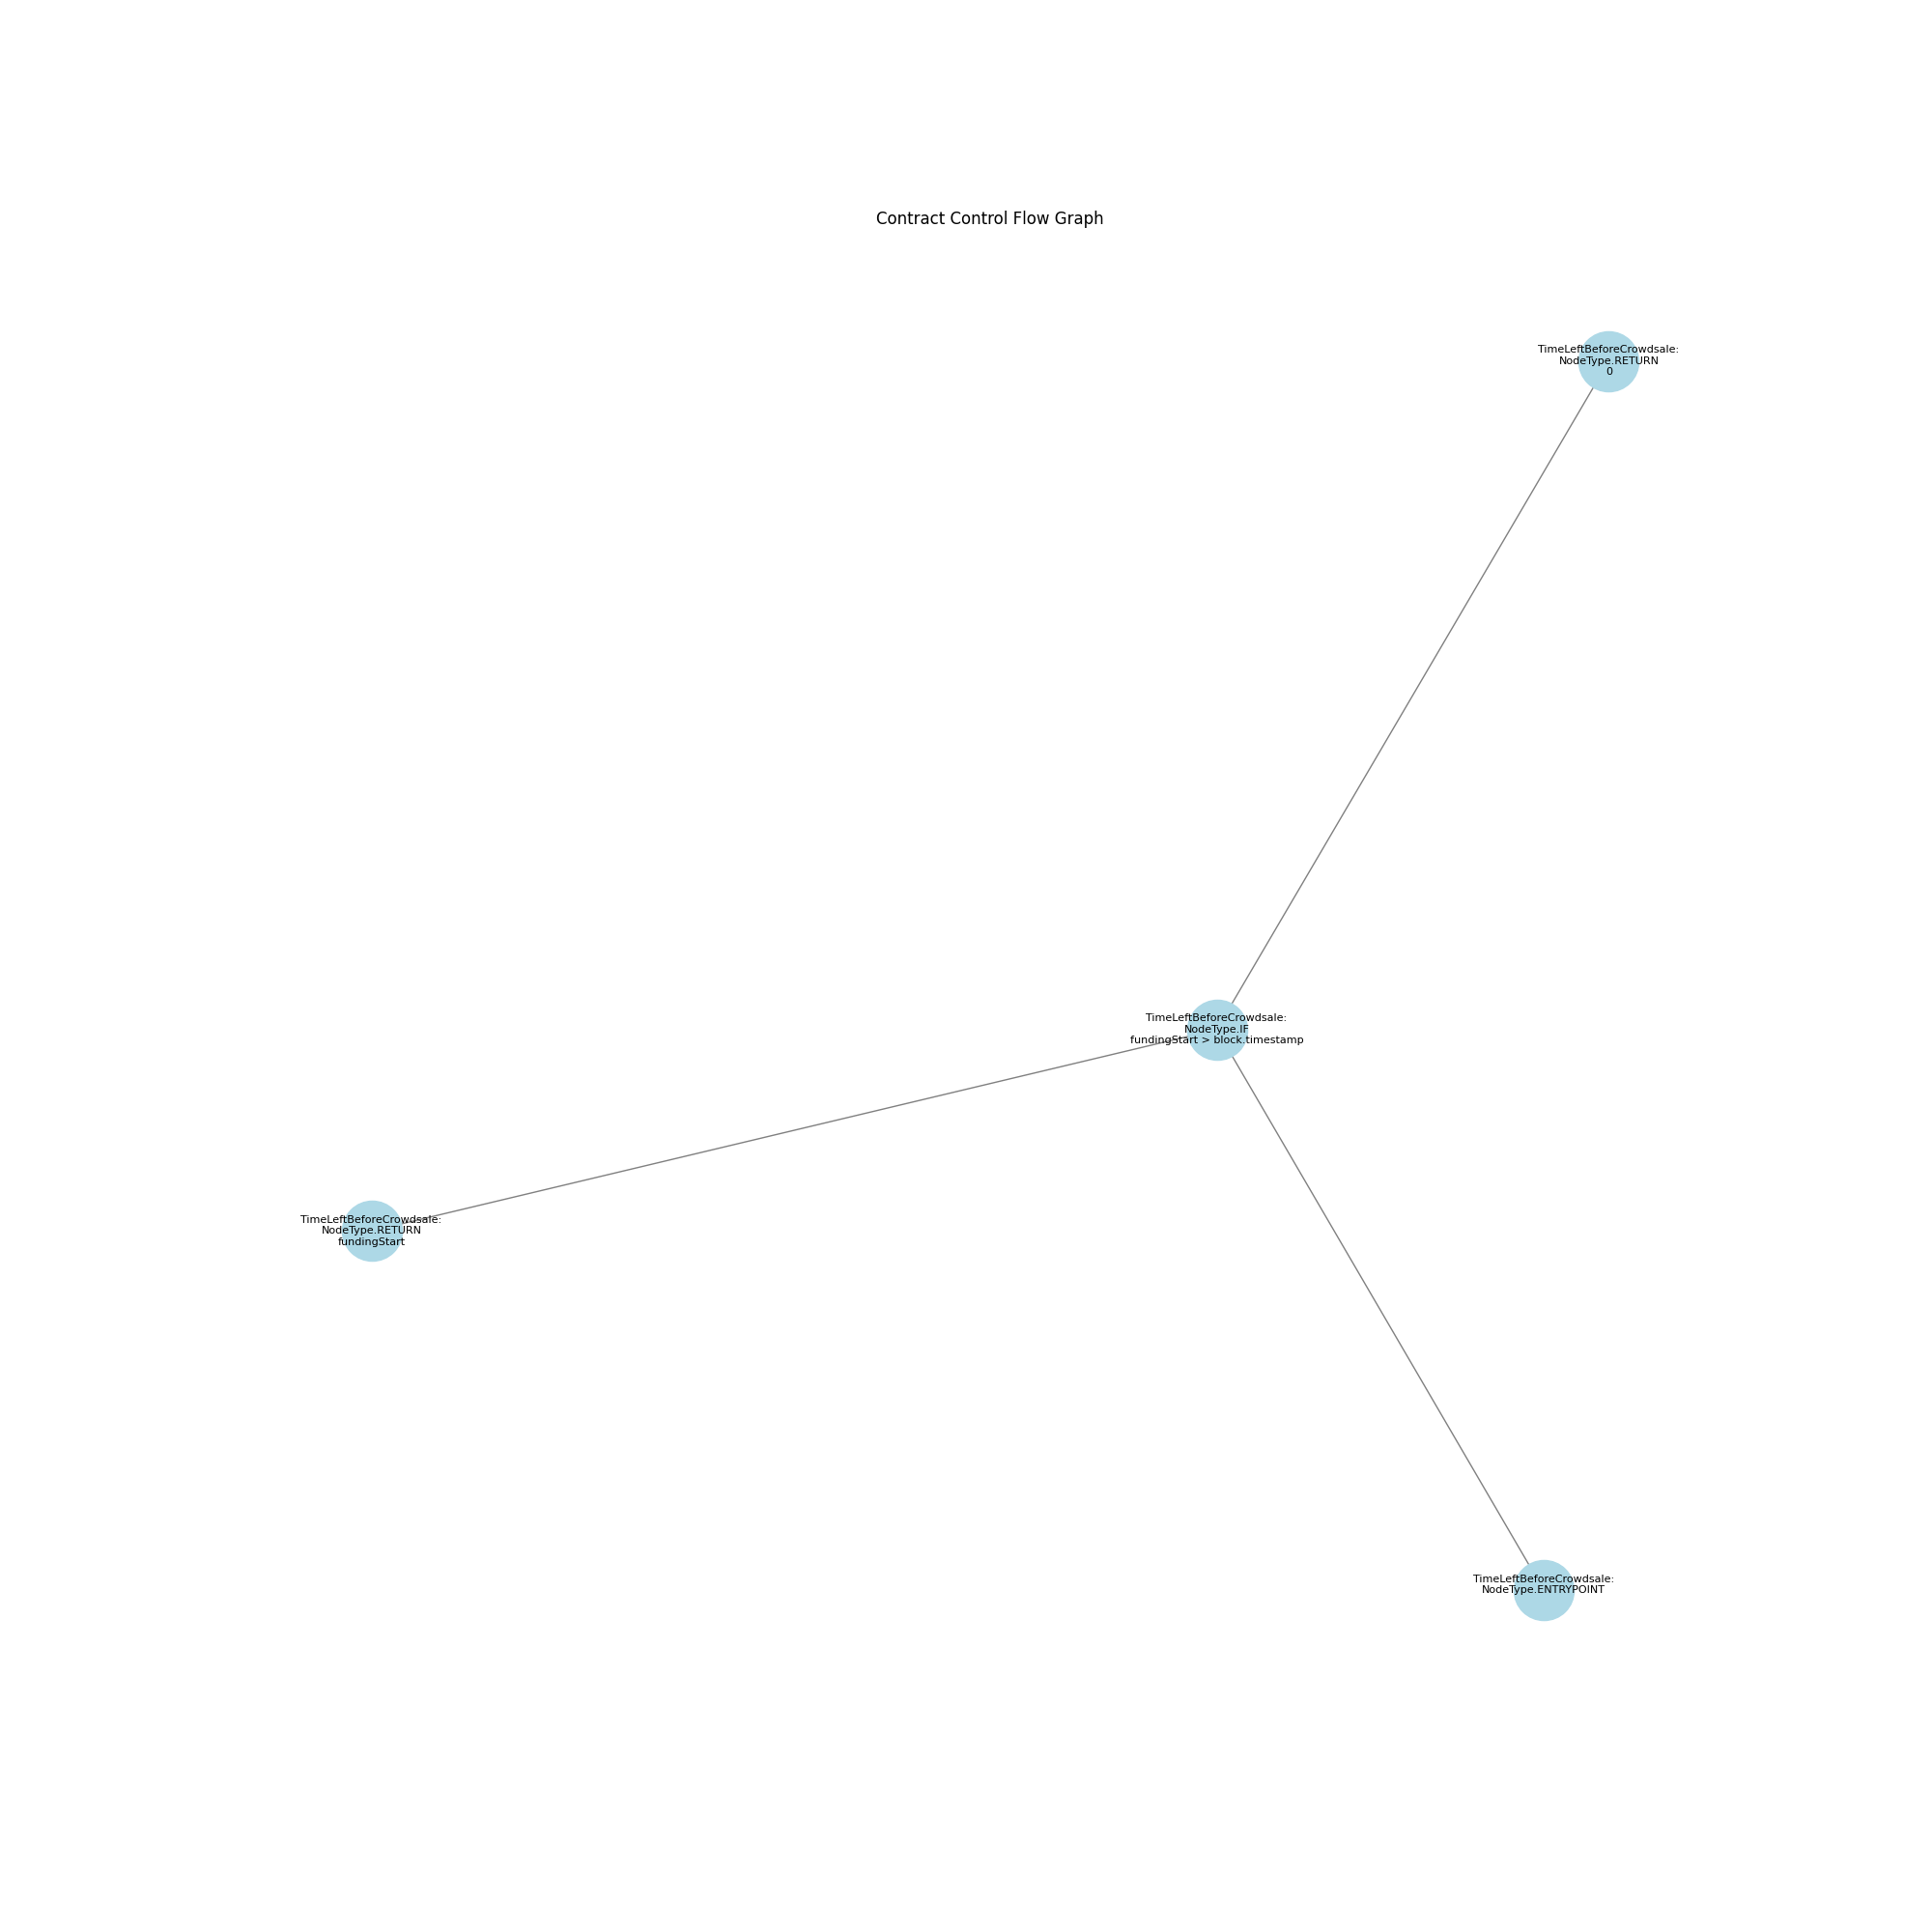 Contract Control Flow Graph
TimeLeftBeforeCrowdsale:
NodeType.RETURN
0
TimeLeftBeforeCrowdsale:
NodeType.IF
fundingStart > block.timestamp
TimeLeftBeforeCrowdsale:
NodeType.RETURN
fundingStart
TimeLeftBeforeCrowdsale:
NodeType.ENTRYPOINT